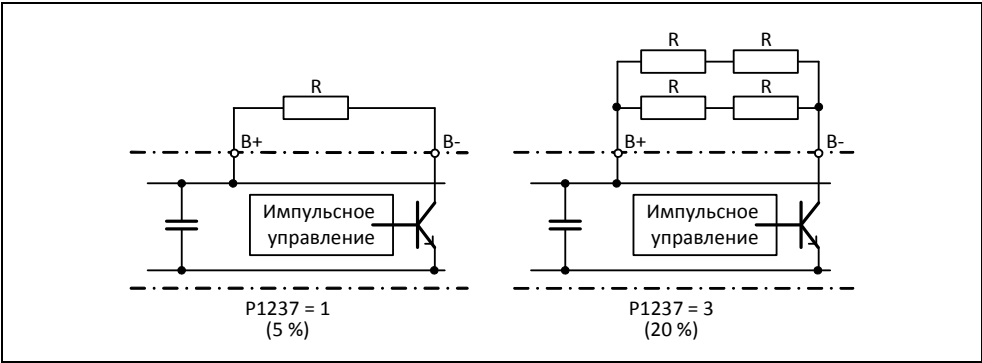 R
B+
B-
Импульсное
управление
P1237 = 1
(5 %)
R
R
R
R
B+
B-
Импульсное
управление
P1237 = 3
(20 %)